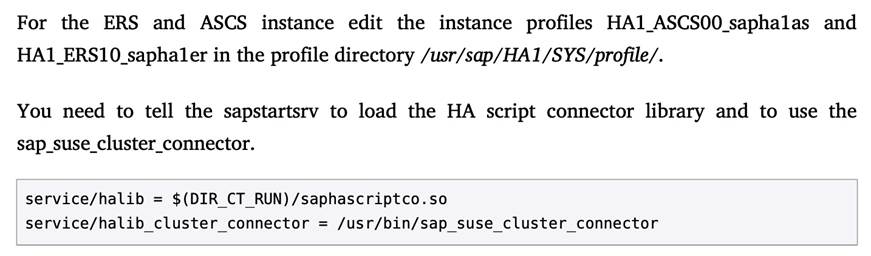 For the ERS and ASCS instance edit the instance profiles HA1_ASCS00_sapha1as and
HA1_ERS10_sapha1er in the profile directory /usr/sap/HA1/SYS/profile/.
You need to tell the sapstartsrv to load the HA script connector library and to use the
sap_suse_cluster_connector.
service/halib = $(DIR_CT_RUN)/saphascriptco.so
service/halib_cluster_connector = /usr/bin/sap_suse_cluster_connector